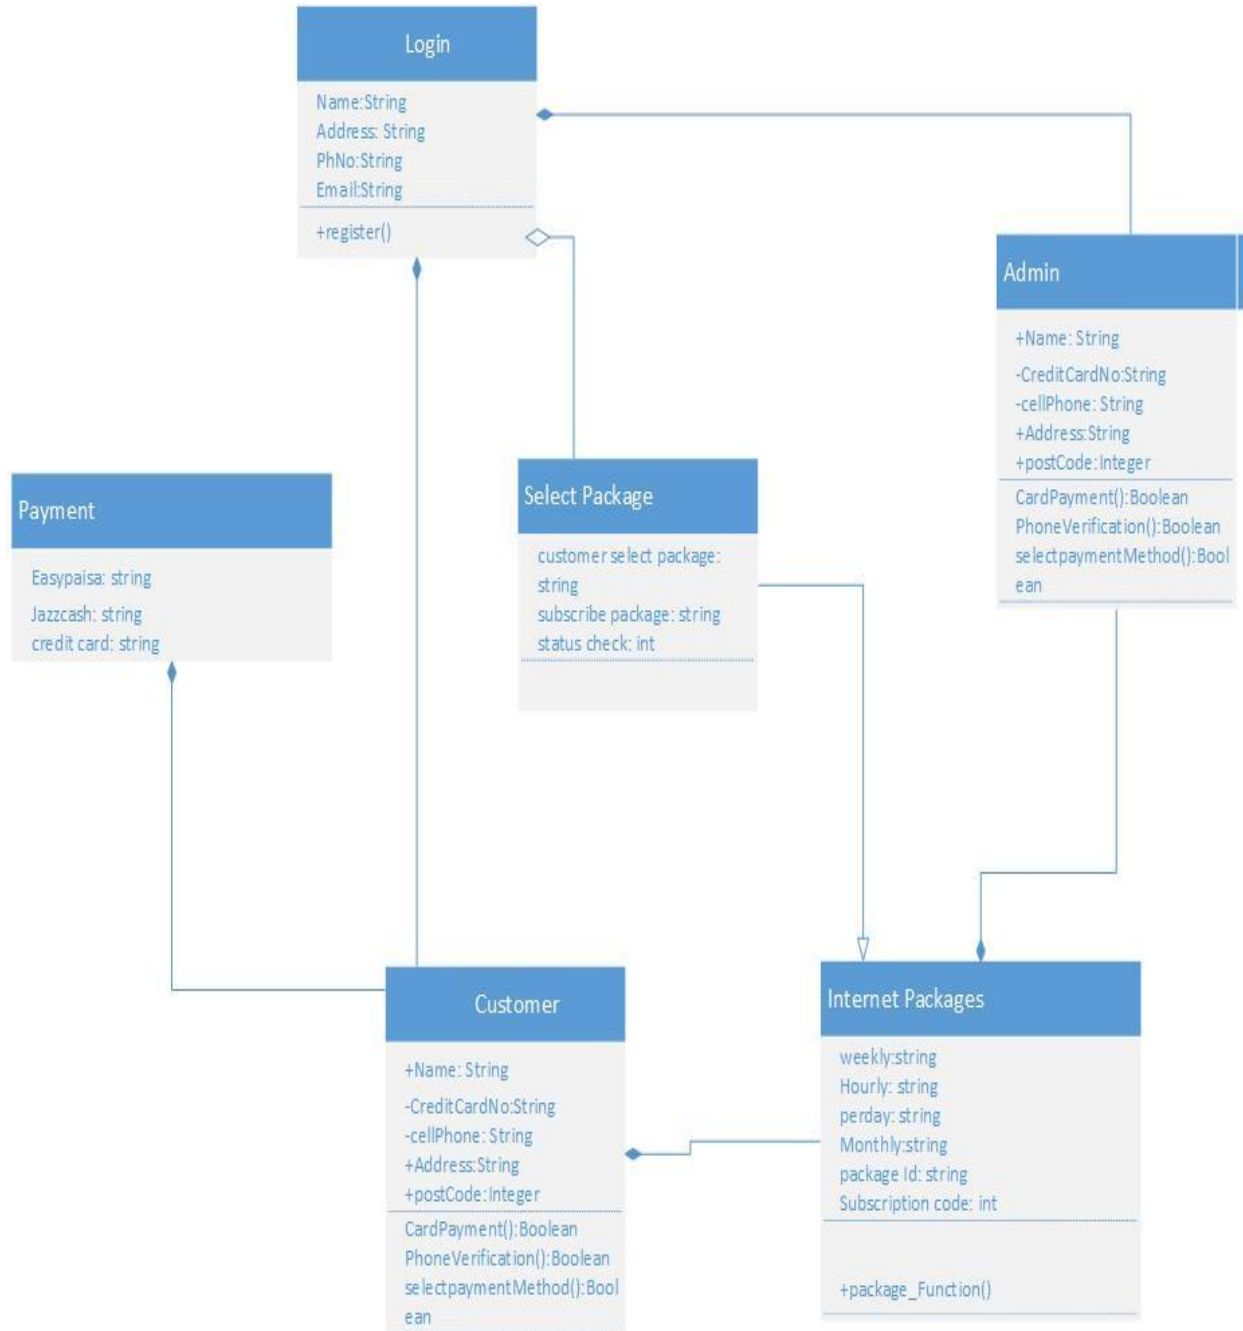 Login
Name:String
Address: String
PhNo:String
Email:String
+register()
Admin
+Name: String
-CreditCardNo:String
-cellPhone: String
+Address:String
+postCode:Integer
CardPayment():Boolean
PhoneVerification():Boolean
selectpaymentMethod():Bool
ean
Payment
Easypaisa: string
Jazzcash: string
credit card: string
Select Package
customer select package:
string
subscribe package: string
status check: int
Customer
+Name: String
-CreditCardNo:String
-cellPhone: String
+Address:String
+postCode:Integer
CardPayment():Boolean
PhoneVerification():Boolean
selectpaymentMethod():Bool
ean
Internet Packages
weekly:string
Hourly: string
perday: string
Monthly:string
package Id: string
Subscription code: int
+package_Function()